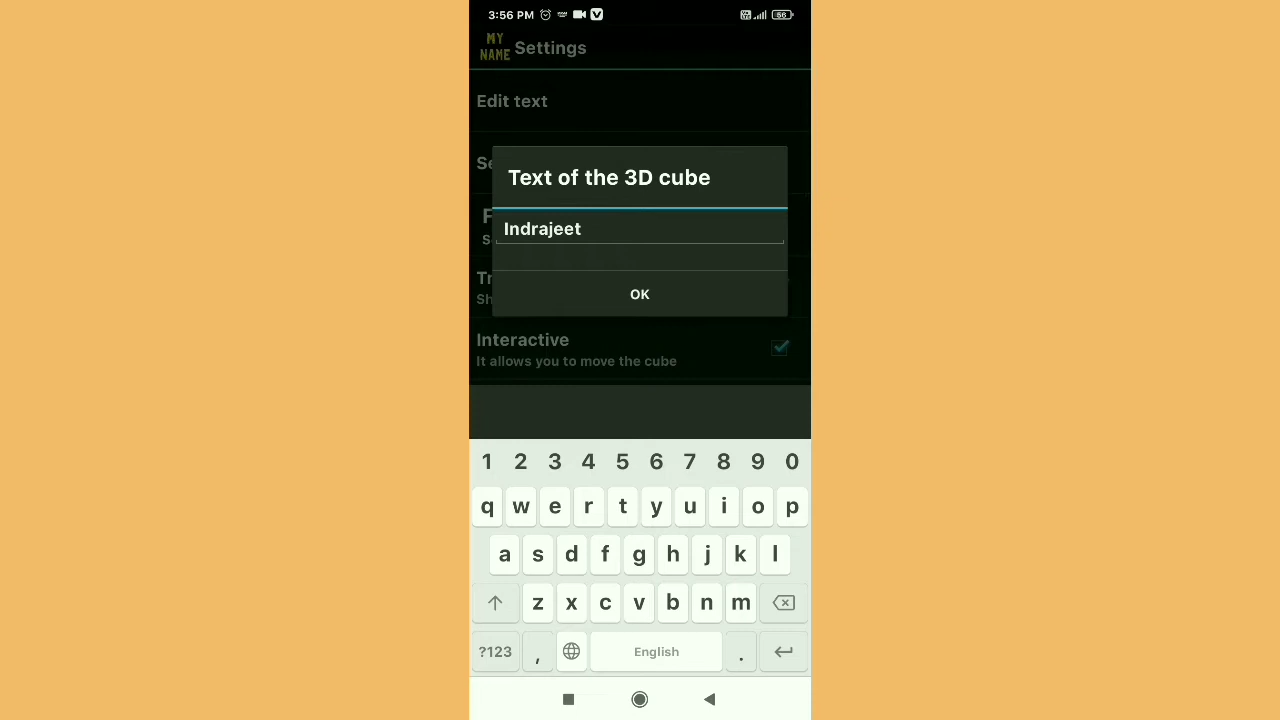 3:56 PM
56
MY NAME Settings
Edit text
Se
Text of the 3D cube
F
Indrajeet
S
Tr
Sh
OK
Interactive
It allows you to move the cube
1 2 3 4 5 6 7 8 9 0
q w e r t y u i o p
a s d f g h j k l
z x c v b n m
?123 , English .